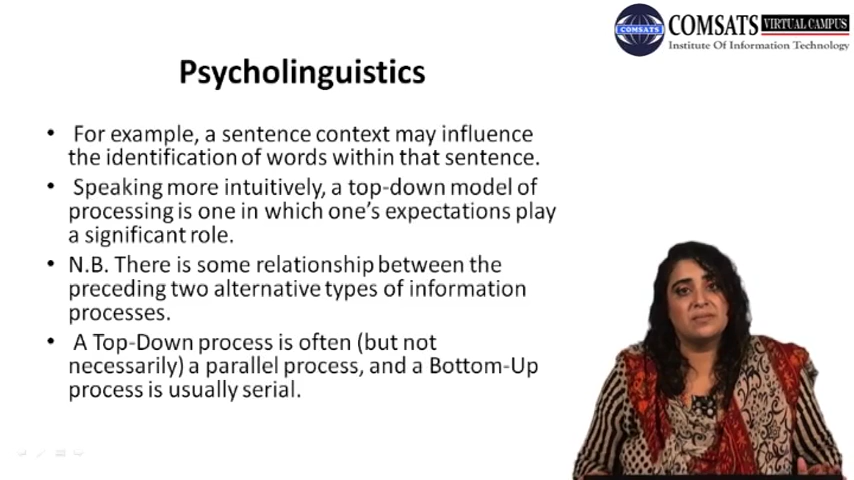 COMSATS
COMSATS VIRTUAL CAMPUS
Institute Of Information Technology
Psycholinguistics
• For example, a sentence context may influence
the identification of words within that sentence.
• Speaking more intuitively, a top-down model of
processing is one in which one's expectations play
a significant role.
• N.B. There is some relationship between the
preceding two alternative types of information
processes.
• A Top-Down process is often (but not
necessarily) a parallel process, and a Bottom-Up
process is usually serial.